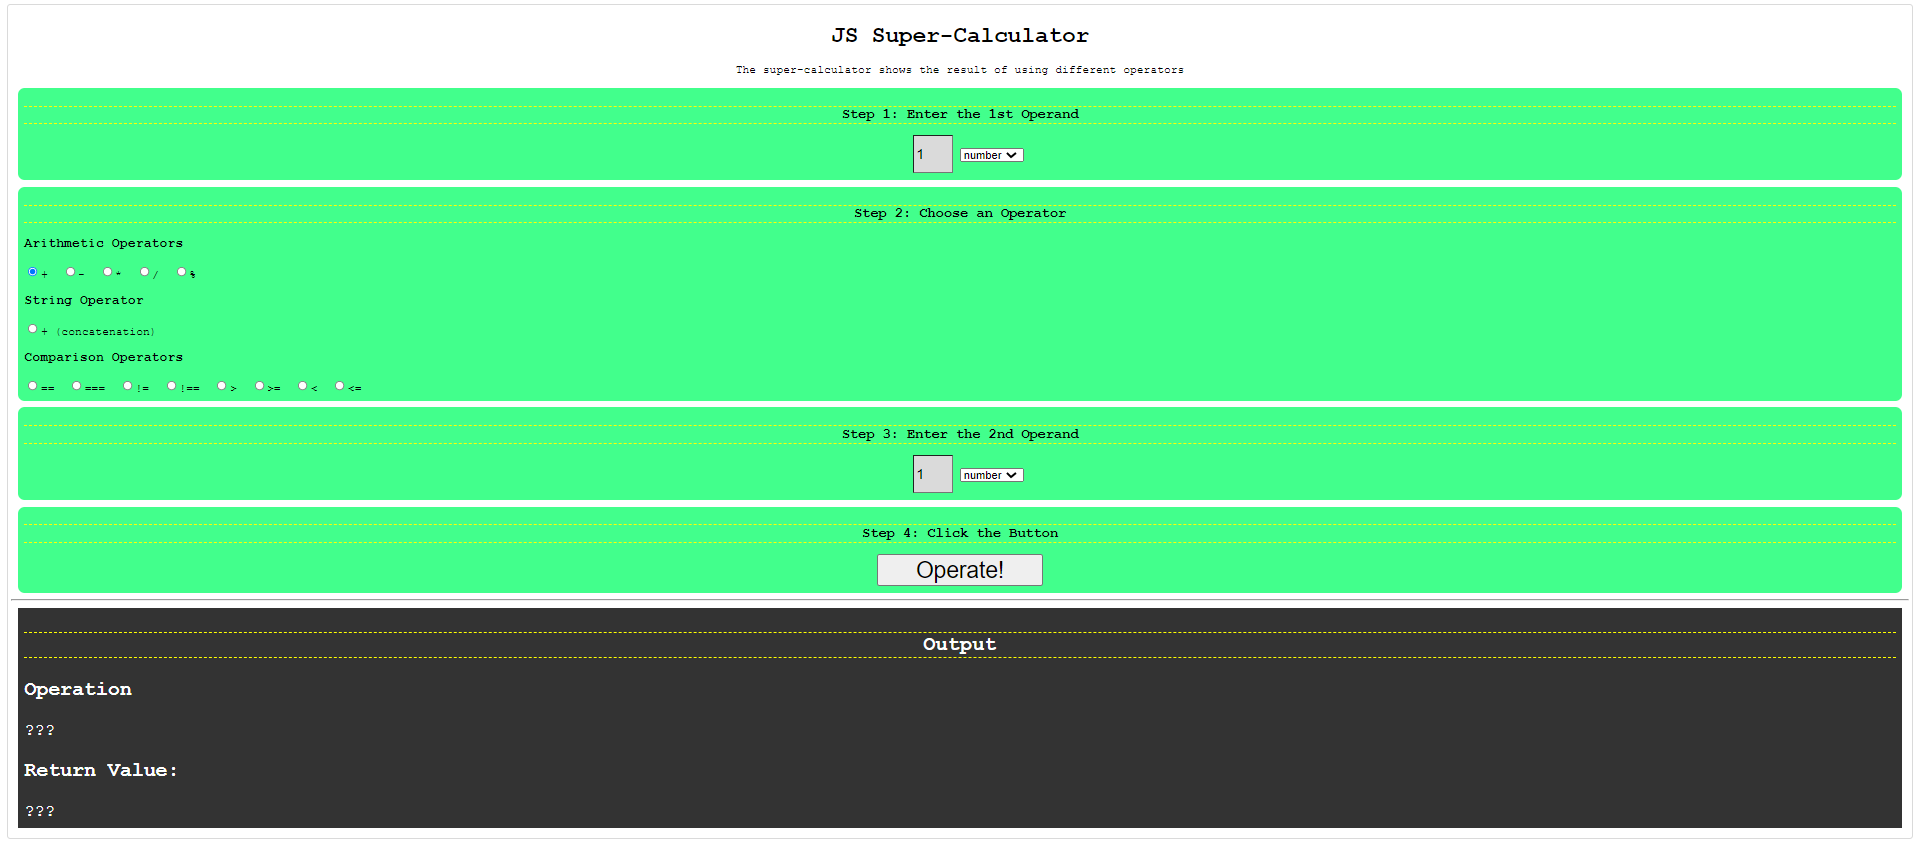 JS Super-Calculator
The super-calculator shows the result of using different operators
Step 1: Enter the 1st Operand
1 number
Step 2: Choose an Operator
Arithmetic Operators
+ - * / %
String Operator
+ (concatenation)
Comparison Operators
== === != !== > >= < <=
Step 3: Enter the 2nd Operand
1 number
Step 4: Click the Button
Operate!
Output
Operation
???
Return Value:
???